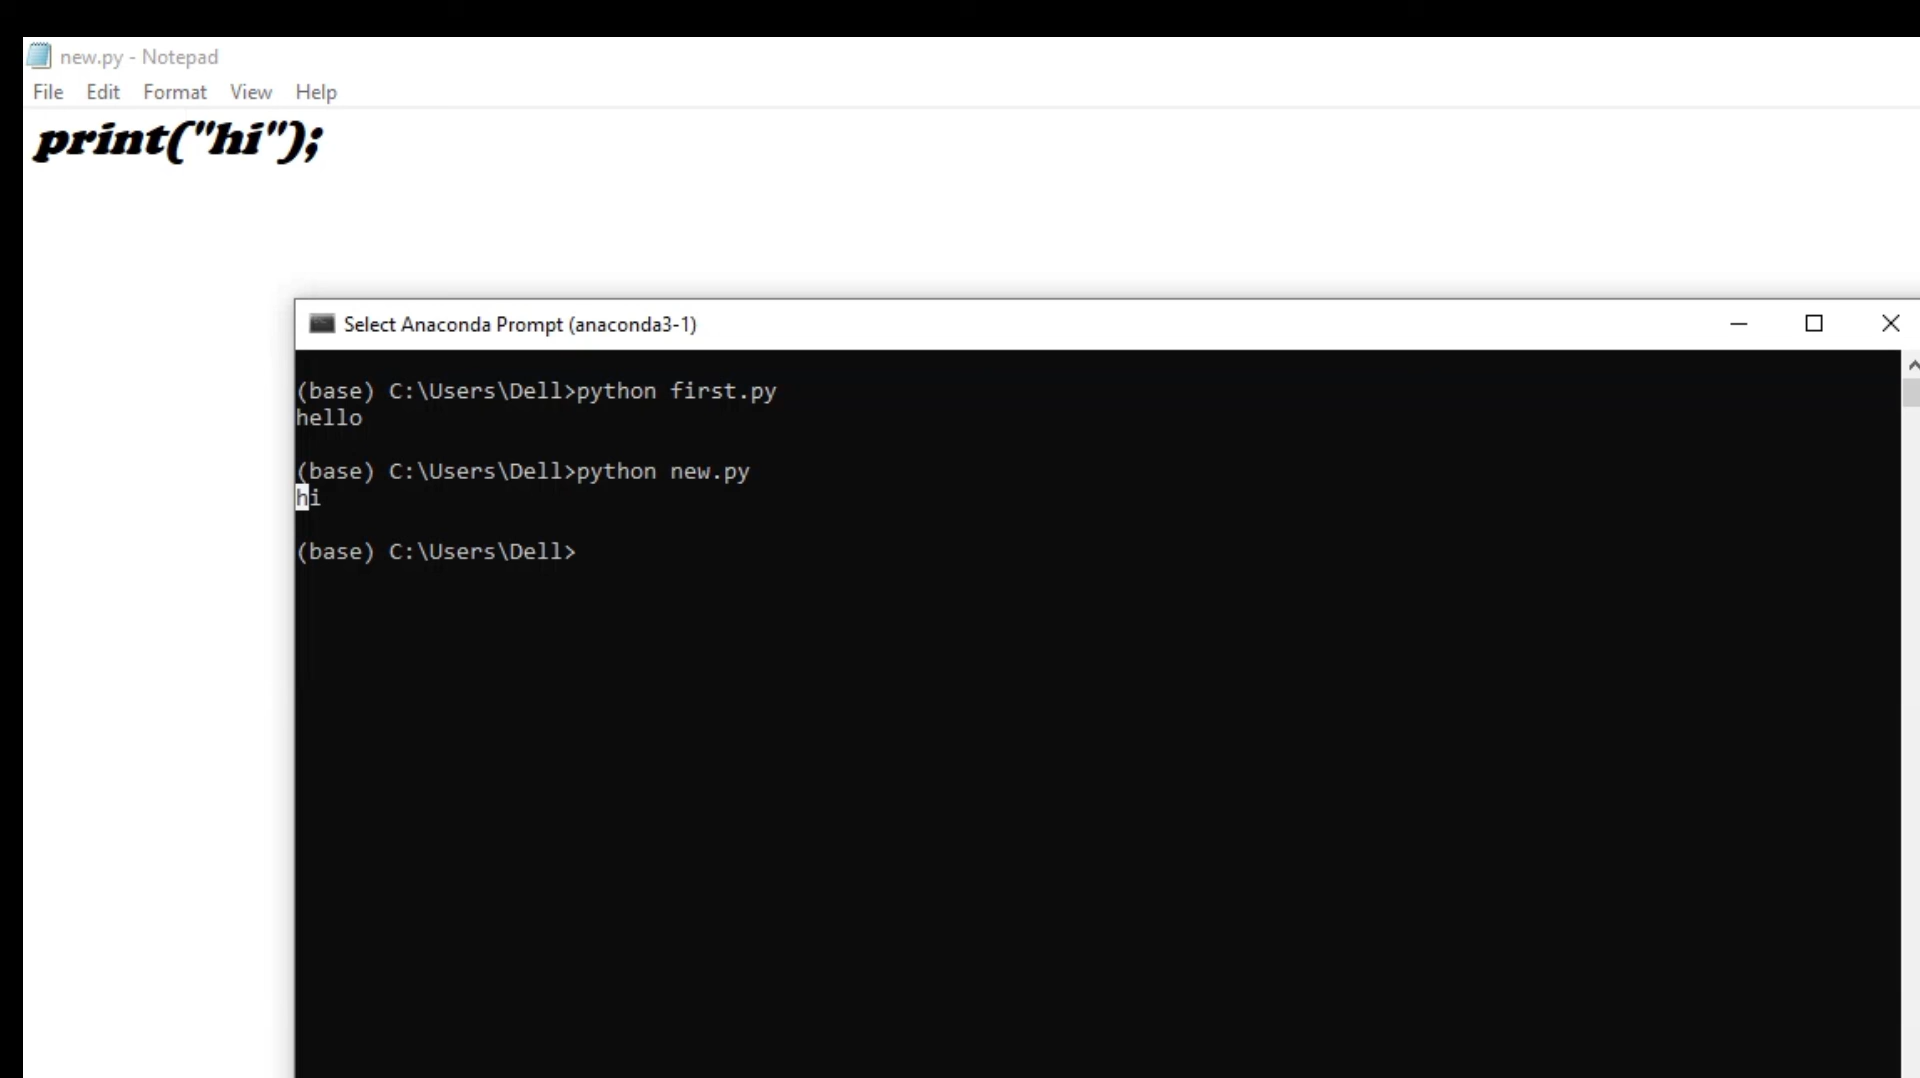 new.py - Notepad
File Edit Format View Help
print("hi");
Select Anaconda Prompt (anaconda3-1)
(base) C:\Users\Dell>python first.py
hello
(base) C:\Users\Dell>python new.py
hi
(base) C:\Users\Dell>